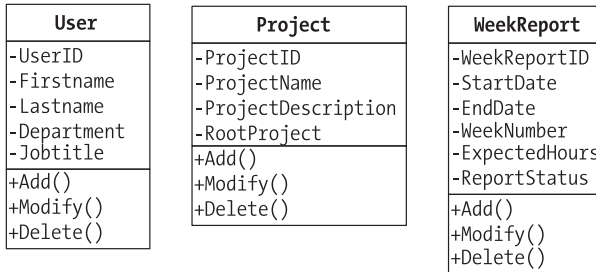 User
-UserID
-Firstname
-Lastname
-Department
-Jobtitle
+Add()
+Modify()
+Delete()
Project
-ProjectID
-ProjectName
-ProjectDescription
-RootProject
+Add()
+Modify()
+Delete()
WeekReport
-WeekReportID
-StartDate
-EndDate
-WeekNumber
-ExpectedHours
-ReportStatus
+Add()
+Modify()
+Delete()